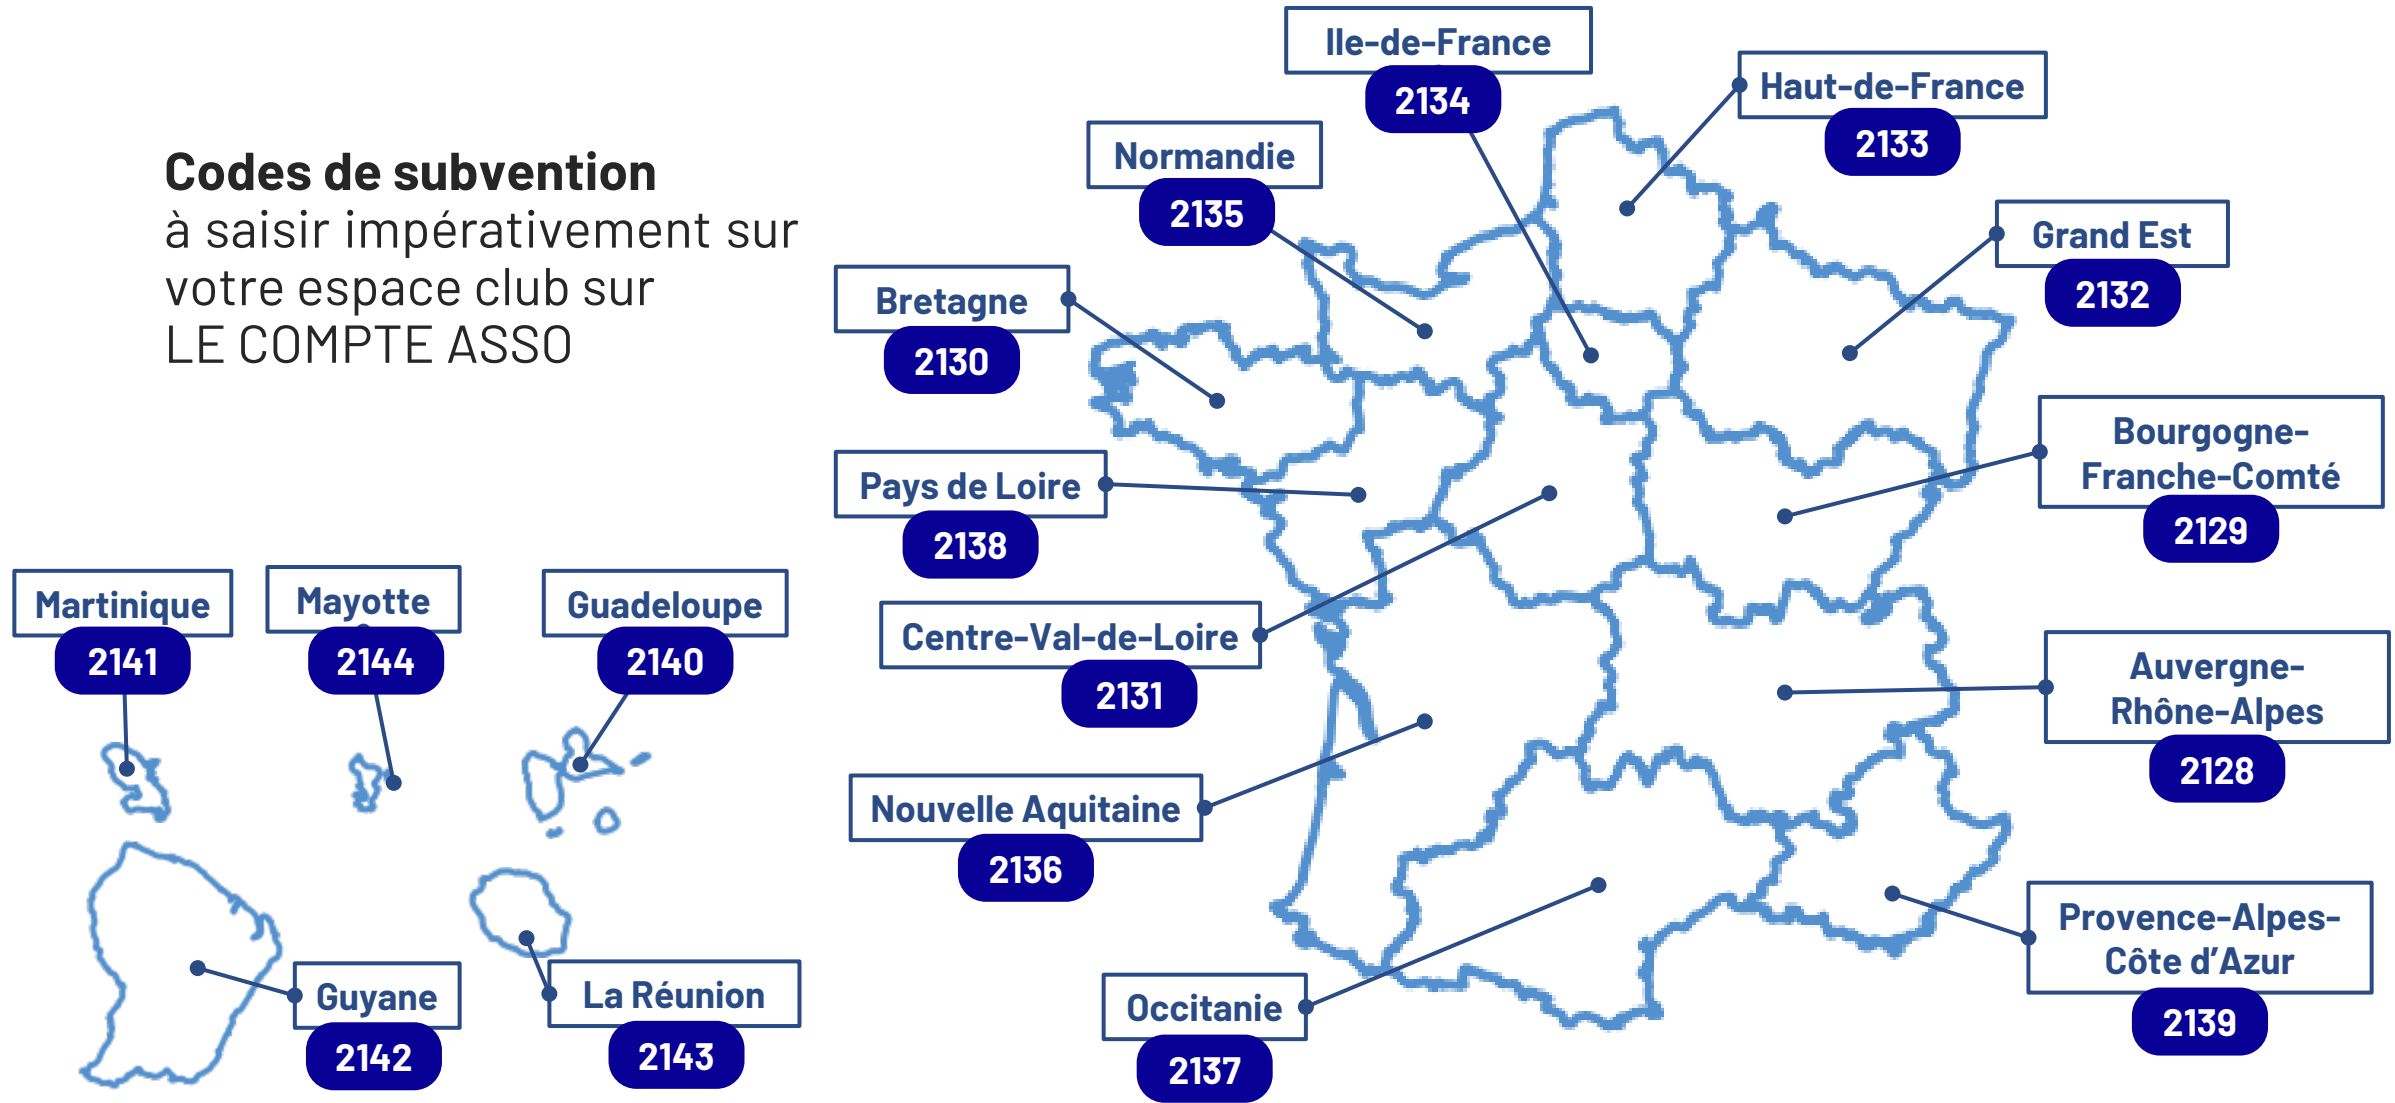 Codes de subvention
à saisir impérativement sur
votre espace club sur
LE COMPTE ASSO
Ile-de-France
2134
Haut-de-France
2133
Normandie
2135
Grand Est
2132
Bretagne
2130
Bourgogne-
Franche-Comté
2129
Pays de Loire
2138
Centre-Val-de-Loire
2131
Auvergne-
Rhône-Alpes
2128
Nouvelle Aquitaine
2136
Provence-Alpes-
Côte d’Azur
2139
Occitanie
2137
Martinique
2141
Mayotte
2144
Guadeloupe
2140
Guyane
2142
La Réunion
2143